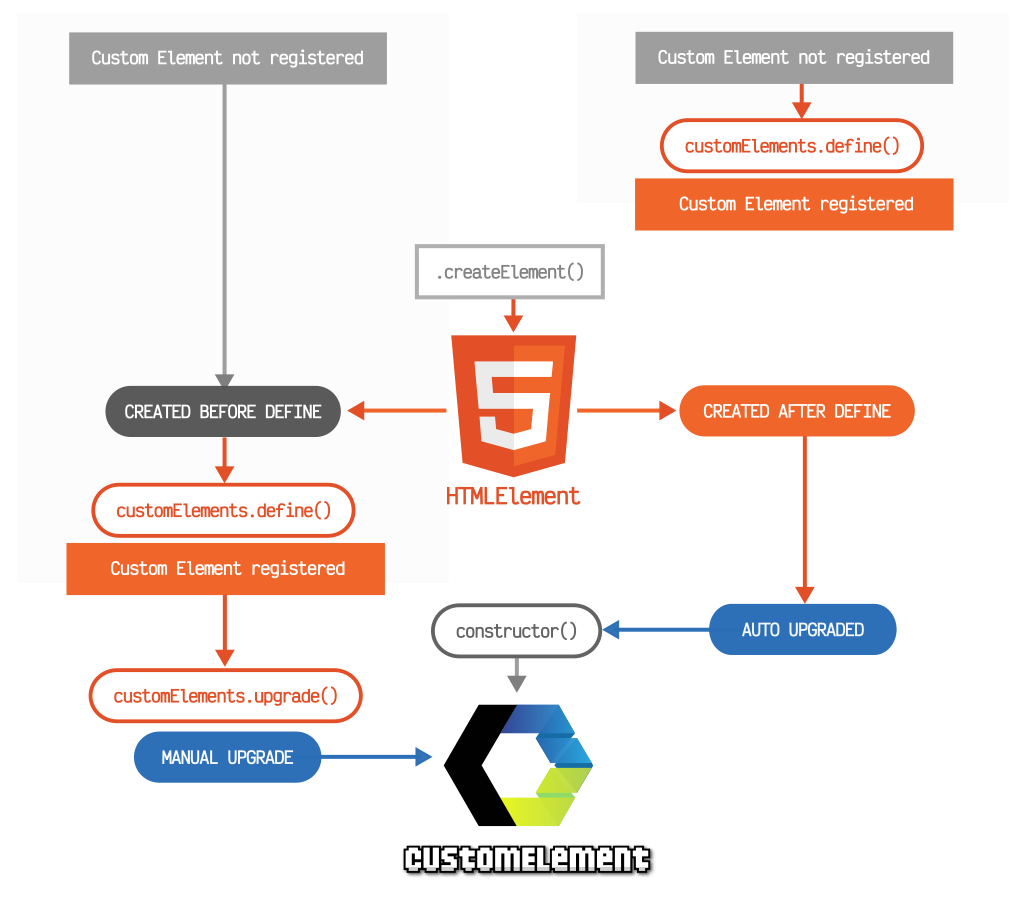 Custom Element not registered
Custom Element not registered
customElements.define()
Custom Element registered
.createElement()
CREATED BEFORE DEFINE
CREATED AFTER DEFINE
HTMLElement
customElements.define()
Custom Element registered
constructor()
AUTO UPGRADED
customElements.upgrade()
MANUAL UPGRADE
CUSTOMELEMENT